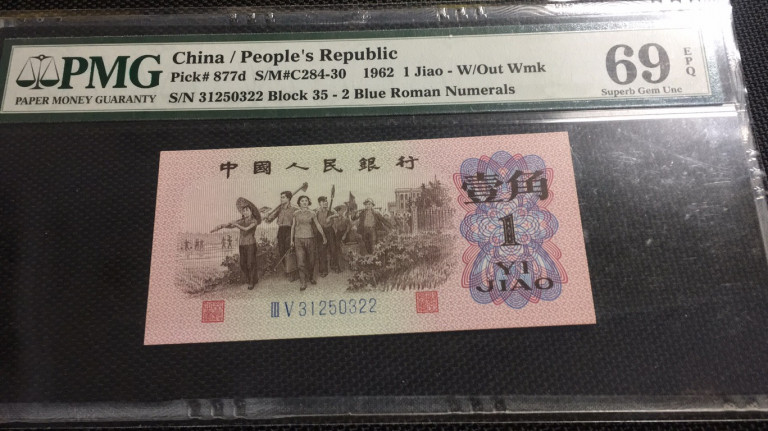 PMG
PAPER MONEY GUARANTY
China / People's Republic
Pick# 877d S/M#C284-30 1962 1 Jiao - W/Out Wmk
S/N 31250322 Block 35 - 2 Blue Roman Numerals
69 EPQ
Superb Gem Unc
中國人民銀行
壹角
1
YI
JIAO
III V 31250322